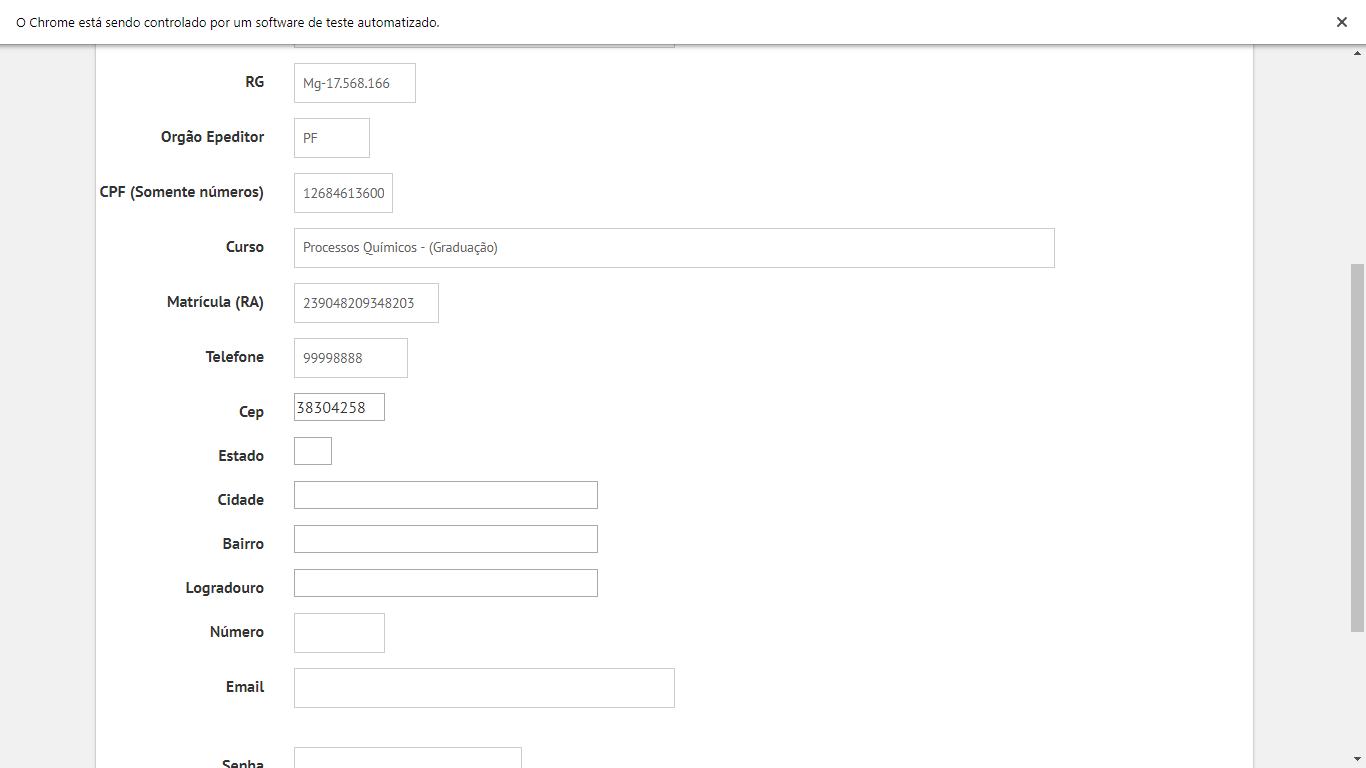 O Chrome está sendo controlado por um software de teste automatizado.
RG Mg-17.568.166
Orgão Epeditor PF
CPF (Somente números) 12684613600
Curso Processos Químicos - (Graduação)
Matrícula (RA) 239048209348203
Telefone 99998888
Cep 38304258
Estado
Cidade
Bairro
Logradouro
Número
Email
Senha